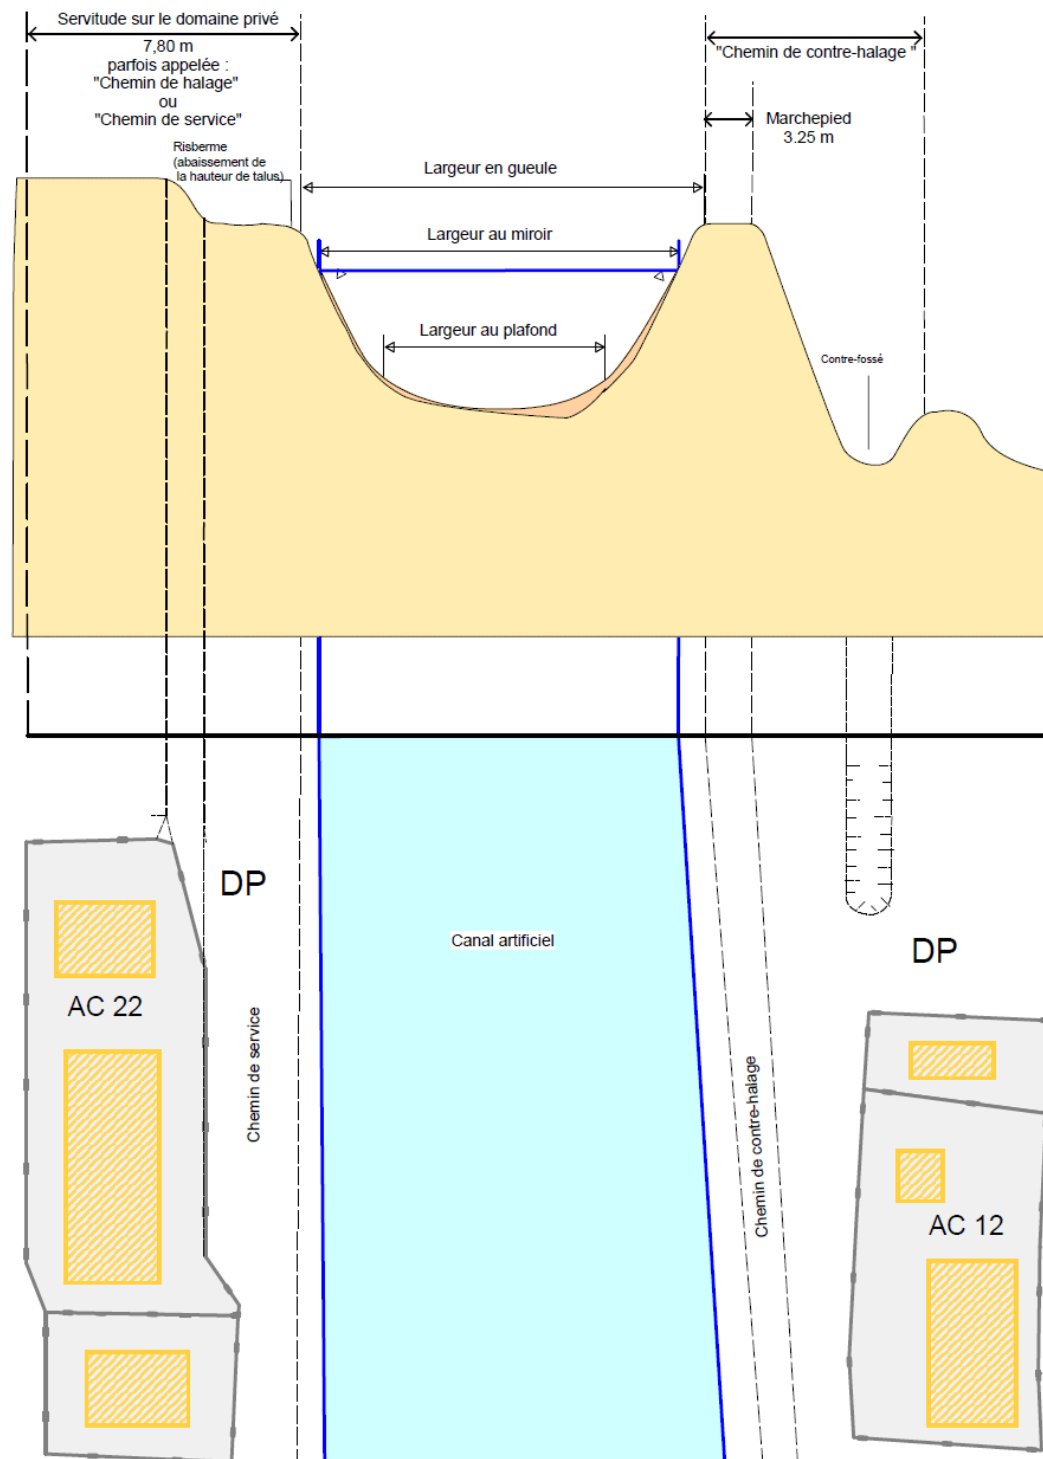 Servitude sur le domaine privé
7,80 m
parfois appelée :
"Chemin de halage"
ou
"Chemin de service"
"Chemin de contre-halage "
Marchepied
3.25 m
Risberme
(abaissement de
la hauteur de talus)
Largeur en gueule
Largeur au miroir
Largeur au plafond
Contre-fossé
DP
Canal artificiel
DP
AC 22
Chemin de service
Chemin de contre-halage
AC 12